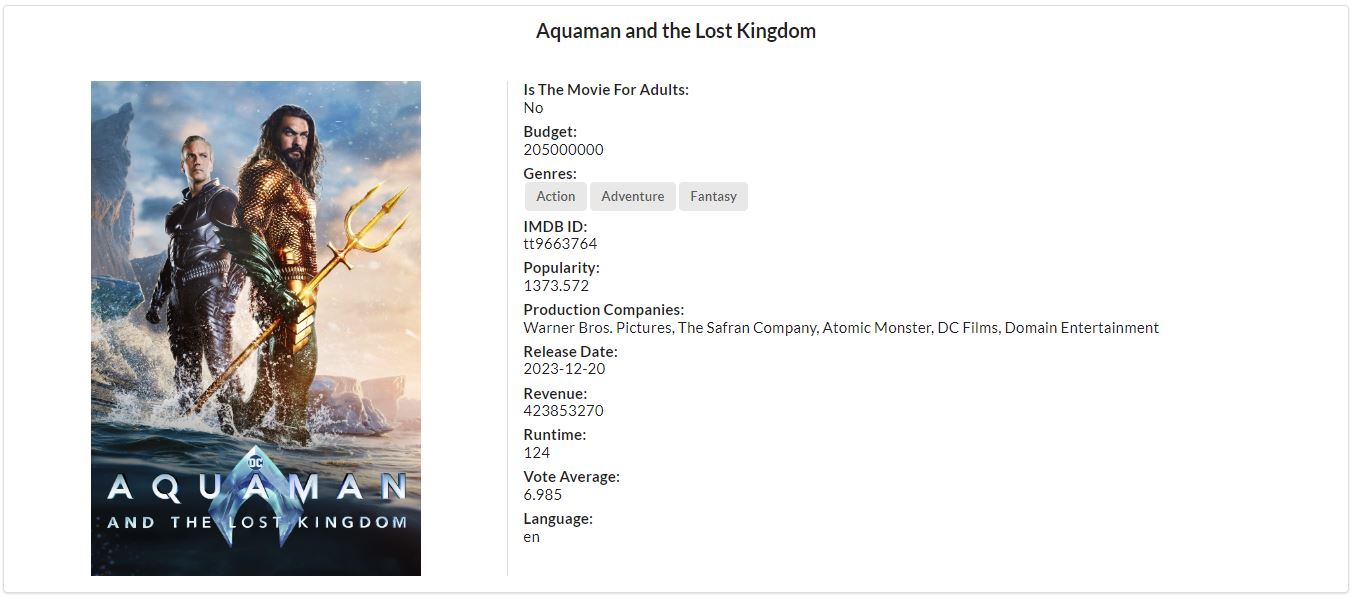 Aquaman and the Lost Kingdom
DC
AQUAMAN
AND THE LOST KINGDOM
Is The Movie For Adults:
No
Budget:
205000000
Genres:
Action Adventure Fantasy
IMDB ID:
tt9663764
Popularity:
1373.572
Production Companies:
Warner Bros. Pictures, The Safran Company, Atomic Monster, DC Films, Domain Entertainment
Release Date:
2023-12-20
Revenue:
423853270
Runtime:
124
Vote Average:
6.985
Language:
en